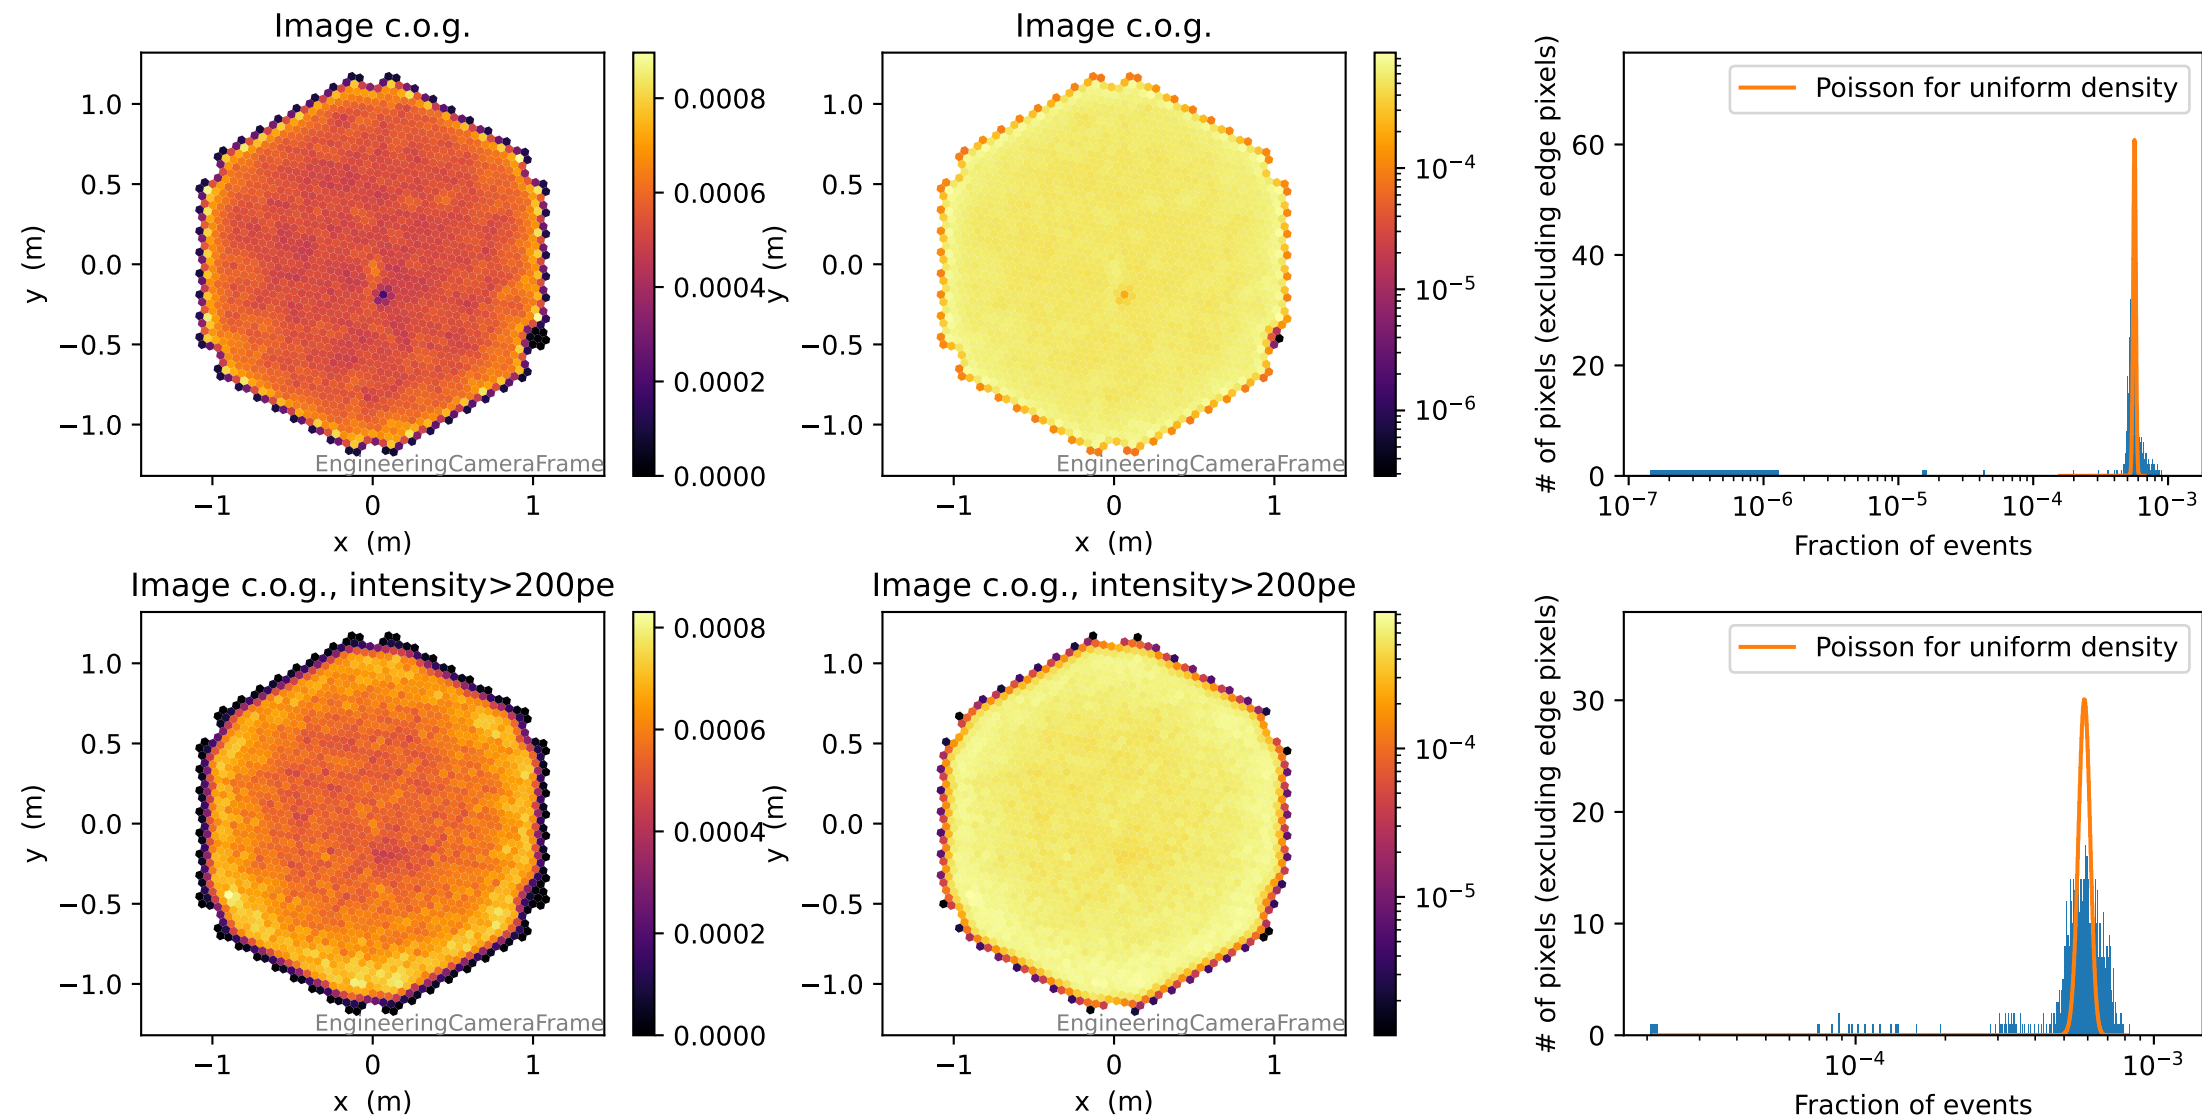 Image c.o.g.
1.0
0.5
0.0
−0.5
−1.0
y (m)
−1
0
1
x (m)
EngineeringCameraFrame
0.0008
0.0006
0.0004
0.0002
0.0000
Image c.o.g.
1.0
0.5
0.0
−0.5
−1.0
y (m)
−1
0
1
x (m)
EngineeringCameraFrame
10⁻⁴
10⁻⁵
10⁻⁶
Poisson for uniform density
# of pixels (excluding edge pixels)
60
40
20
0
10⁻⁷
10⁻⁶
10⁻⁵
10⁻⁴
10⁻³
Fraction of events
Image c.o.g., intensity>200pe
1.0
0.5
0.0
−0.5
−1.0
y (m)
−1
0
1
x (m)
EngineeringCameraFrame
0.0008
0.0006
0.0004
0.0002
0.0000
Image c.o.g., intensity>200pe
1.0
0.5
0.0
−0.5
−1.0
y (m)
−1
0
1
x (m)
EngineeringCameraFrame
10⁻⁴
10⁻⁵
Poisson for uniform density
# of pixels (excluding edge pixels)
30
20
10
0
10⁻⁴
10⁻³
Fraction of events